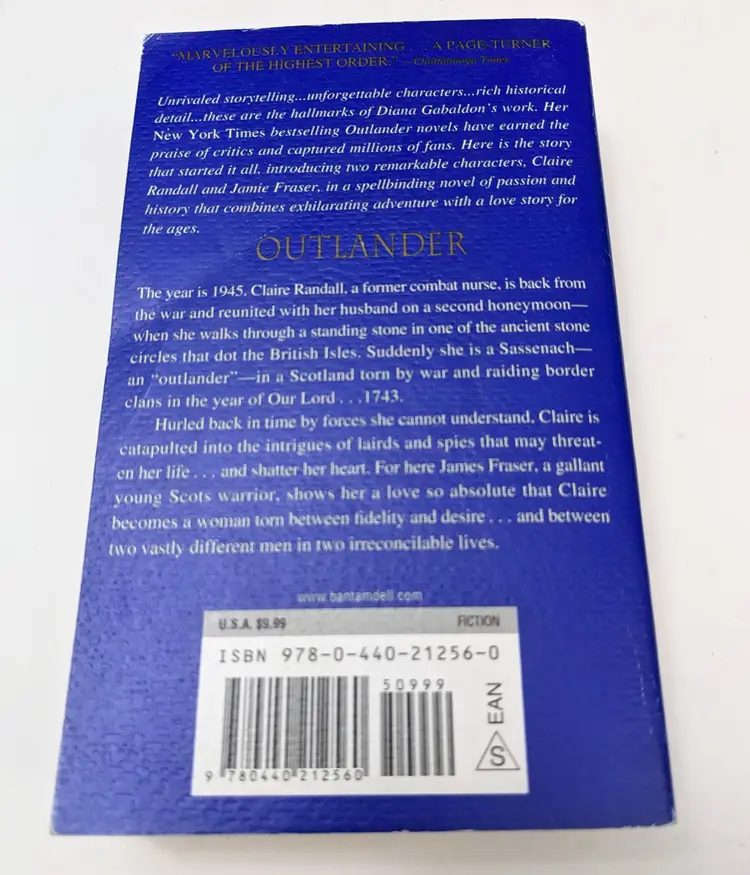 "MARVELOUSLY ENTERTAINING . . . A PAGE-TURNER
OF THE HIGHEST ORDER." —Chattanooga Times
Unrivaled storytelling...unforgettable characters...rich historical
detail...these are the hallmarks of Diana Gabaldon's work. Her
New York Times bestselling Outlander novels have earned the
praise of critics and captured millions of fans. Here is the story
that started it all, introducing two remarkable characters, Claire
Randall and Jamie Fraser, in a spellbinding novel of passion and
history that combines exhilarating adventure with a love story for
the ages.
OUTLANDER
The year is 1945. Claire Randall, a former combat nurse, is back from
the war and reunited with her husband on a second honeymoon—
when she walks through a standing stone in one of the ancient stone
circles that dot the British Isles. Suddenly she is a Sassenach—
an "outlander"—in a Scotland torn by war and raiding border
clans in the year of Our Lord . . . 1743.
Hurled back in time by forces she cannot understand, Claire is
catapulted into the intrigues of lairds and spies that may threat-
en her life . . . and shatter her heart. For here James Fraser, a gallant
young Scots warrior, shows her a love so absolute that Claire
becomes a woman torn between fidelity and desire . . . and between
two vastly different men in two irreconcilable lives.
www.bantamdell.com
U.S.A. $9.99 FICTION
ISBN 978-0-440-21256-0
50999
9 780440 212560
S EAN